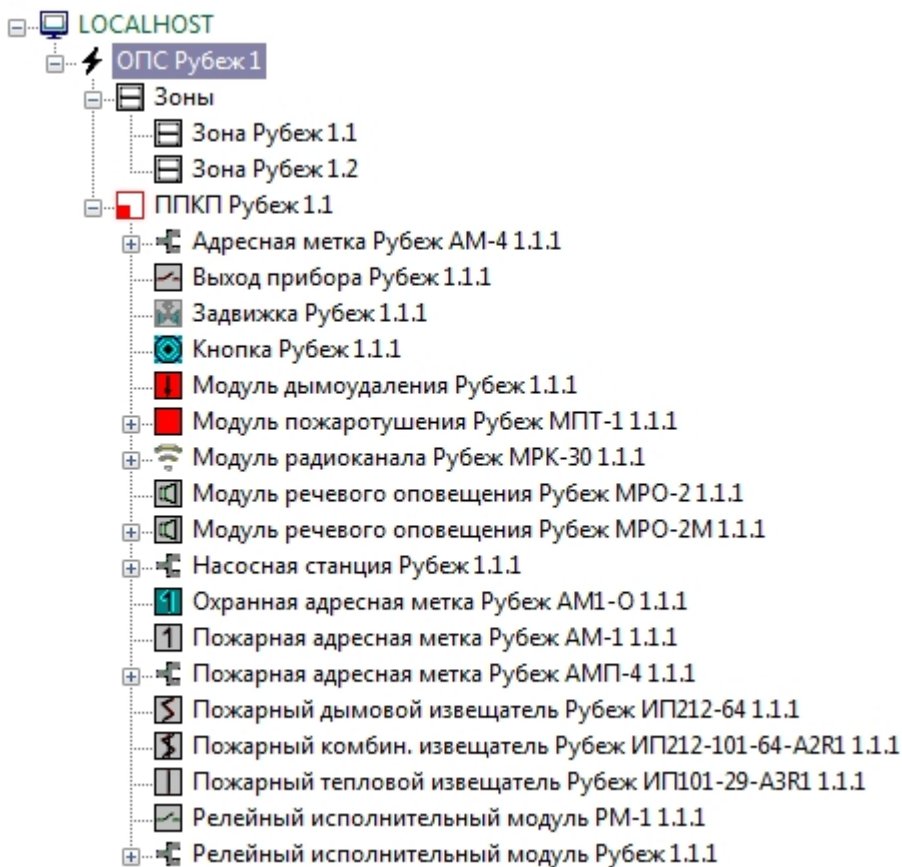 LOCALHOST
ОПС Рубеж 1
Зоны
Зона Рубеж 1.1
Зона Рубеж 1.2
ППКП Рубеж 1.1
Адресная метка Рубеж АМ-4 1.1.1
Выход прибора Рубеж 1.1.1
Задвижка Рубеж 1.1.1
Кнопка Рубеж 1.1.1
Модуль дымоудаления Рубеж 1.1.1
Модуль пожаротушения Рубеж МПТ-1 1.1.1
Модуль радиоканала Рубеж МРК-30 1.1.1
Модуль речевого оповещения Рубеж МРО-2 1.1.1
Модуль речевого оповещения Рубеж МРО-2М 1.1.1
Насосная станция Рубеж 1.1.1
Охранная адресная метка Рубеж АМ1-О 1.1.1
Пожарная адресная метка Рубеж АМ-1 1.1.1
Пожарная адресная метка Рубеж АМП-4 1.1.1
Пожарный дымовой извещатель Рубеж ИП212-64 1.1.1
Пожарный комбин. извещатель Рубеж ИП212-101-64-A2R1 1.1.1
Пожарный тепловой извещатель Рубеж ИП101-29-A3R1 1.1.1
Релейный исполнительный модуль РМ-1 1.1.1
Релейный исполнительный модуль Рубеж 1.1.1